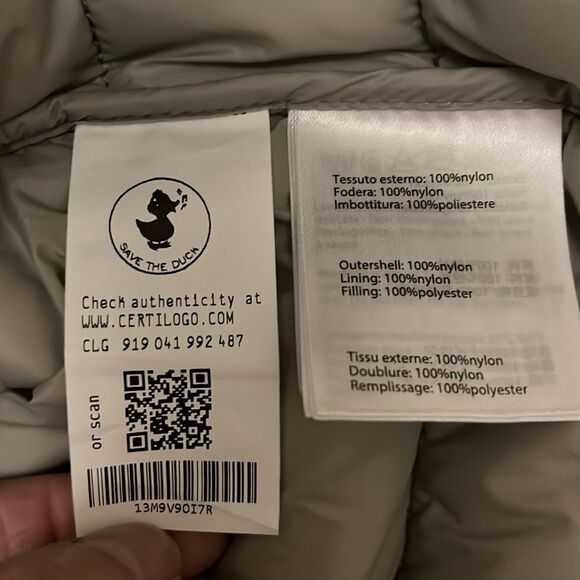 SAVE THE DUCK
Check authenticity at
WWW.CERTILOGO.COM
CLG 919 041 992 487
or scan
13M9V9OI7R
Tessuto esterno: 100%nylon
Fodera: 100%nylon
Imbottitura: 100%poliestere
Outershell: 100%nylon
Lining: 100%nylon
Filling: 100%polyester
Tissu externe: 100%nylon
Doublure: 100%nylon
Remplissage: 100%polyester